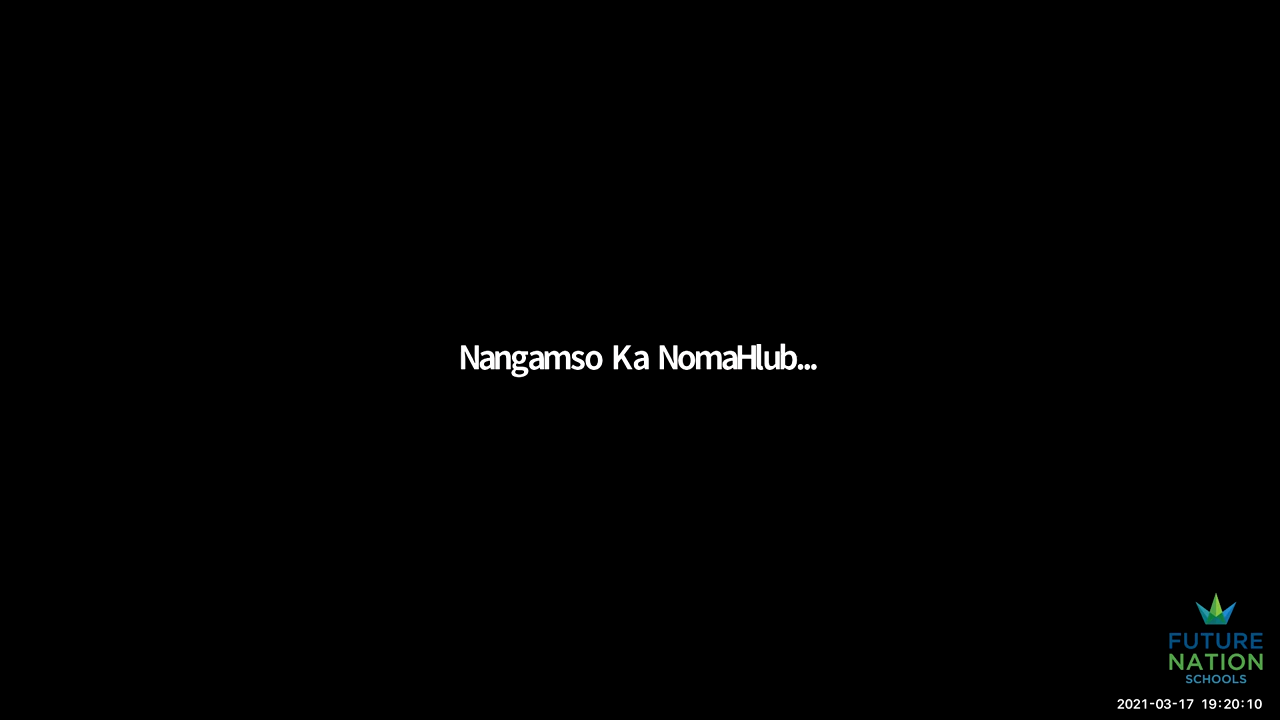 Nangamso Ka NomaHlub...
FUTURE
NATION
SCHOOLS
2021-03-17 19:20:10